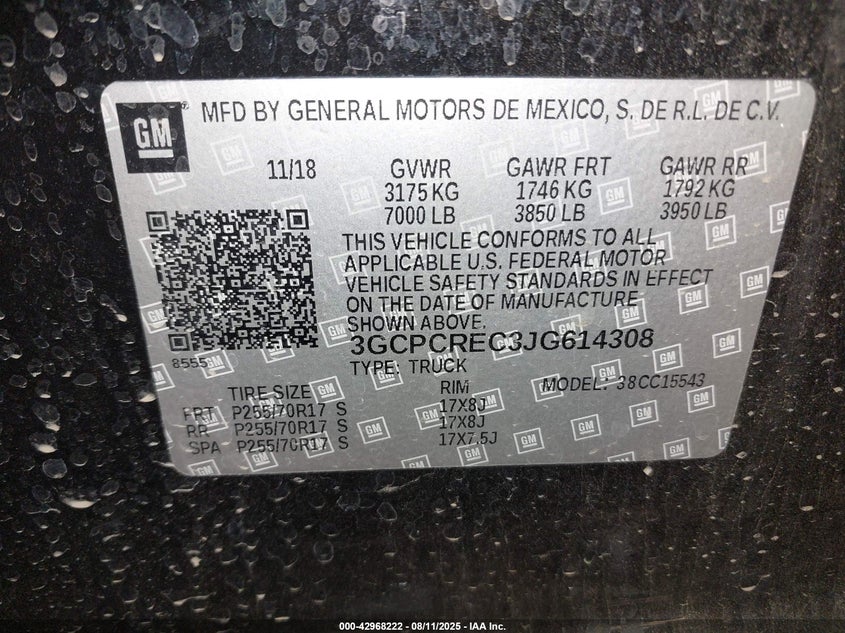 GM
MFD BY GENERAL MOTORS DE MEXICO, S. DE R.L. DE C.V.
11/18 GVWR GAWR FRT GAWR RR
3175 KG 1746 KG 1792 KG
7000 LB 3850 LB 3950 LB
THIS VEHICLE CONFORMS TO ALL
APPLICABLE U.S. FEDERAL MOTOR
VEHICLE SAFETY STANDARDS IN EFFECT
ON THE DATE OF MANUFACTURE
SHOWN ABOVE.
8555 3GCPCREC3JG614308
TYPE: TRUCK MODEL: 38CC15543
TIRE SIZE RIM
FRT P255/70R17 S 17X8J
RR P255/70R17 S 17X8J
SPA P255/70R17 S 17X7.5J
000-42968222 - 08/11/2025 - IAA Inc.